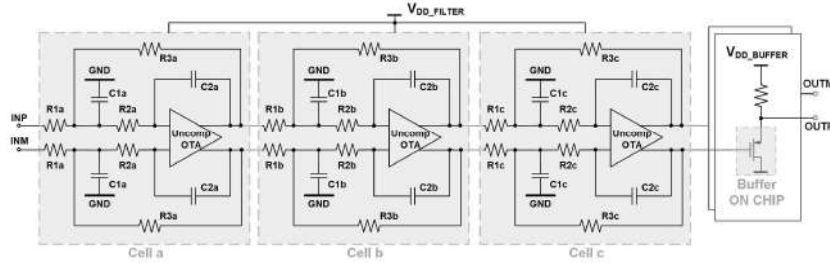 V_DD_FILTER
R3a R3b R3c
GND GND GND
C2a C2b C2c
V_DD_BUFFER
C1a C1b C1c
OUTM
R1a R2a R1b R2b R1c R2c
INP
Uncomp OTA
Uncomp OTA
Uncomp OTA
OUTP
INM
R1a R2a R1b R2b R1c R2c
C1a C2a C1b C2b C1c C2c
GND GND GND
Buffer
ON CHIP
R3a R3b R3c
Cell a Cell b Cell c